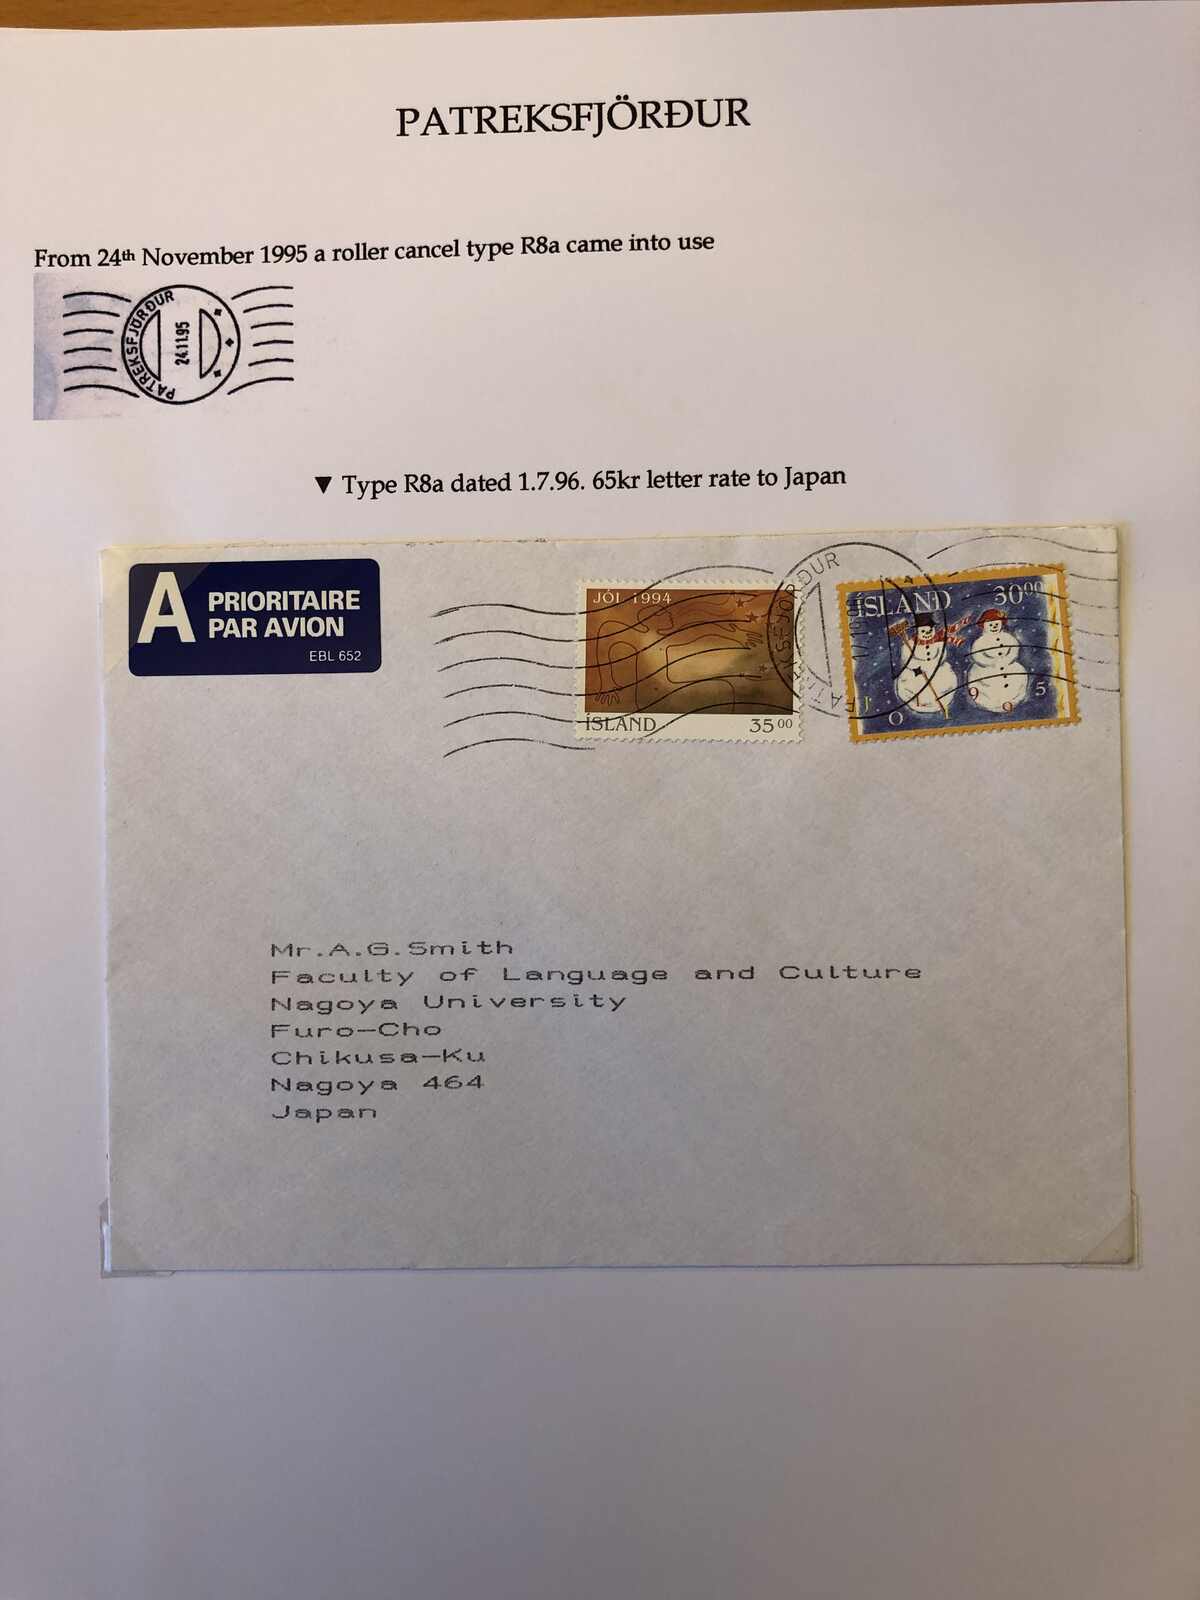 PATREKSFJÖRÐUR
From 24th November 1995 a roller cancel type R8a came into use
PATREKSFJÖRÐUR
24.11.95
▼ Type R8a dated 1.7.96. 65kr letter rate to Japan
A PRIORITAIRE
PAR AVION
EBL 652
JÓL 1994
ÍSLAND 35 00
ÍSLAND 30 00
JÓL 1995
Mr.A.G.Smith
Faculty of Language and Culture
Nagoya University
Furo-Cho
Chikusa-Ku
Nagoya 464
Japan